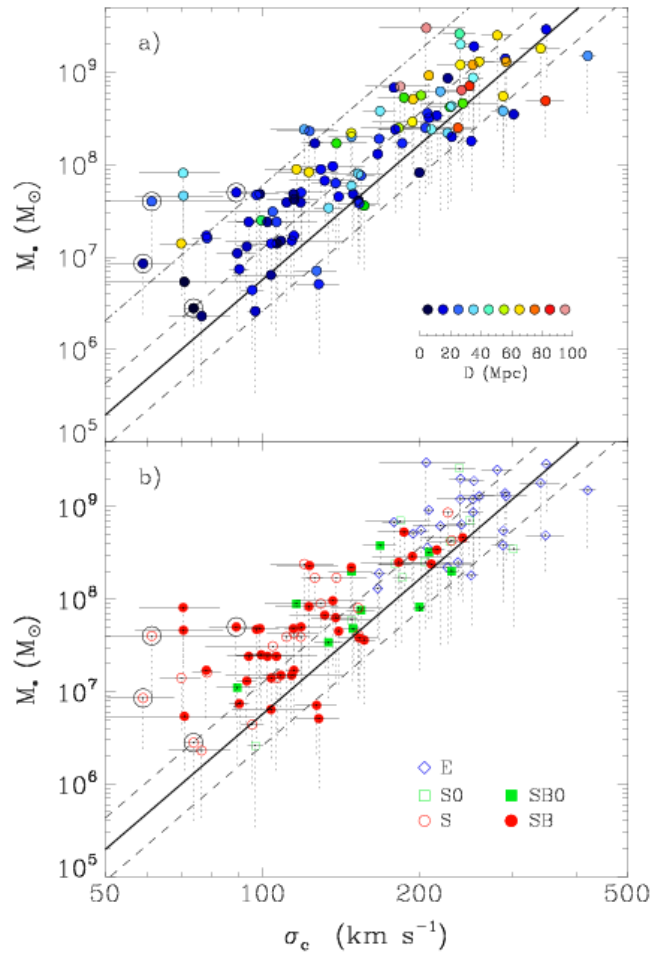 a)
10⁹
10⁸
10⁷
10⁶
10⁵
M• (M⊙)
0 20 40 60 80 100
D (Mpc)
b)
10⁹
10⁸
10⁷
10⁶
10⁵
M• (M⊙)
E
S0 SB0
S SB
50 100 200 500
σc (km s⁻¹)